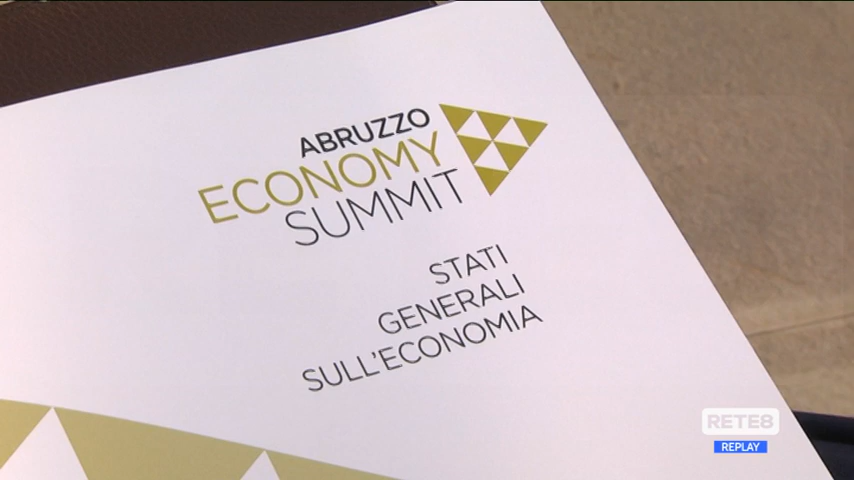 ABRUZZO
ECONOMY
SUMMIT
STATI
GENERALI
SULL'ECONOMIA
RETE8
REPLAY